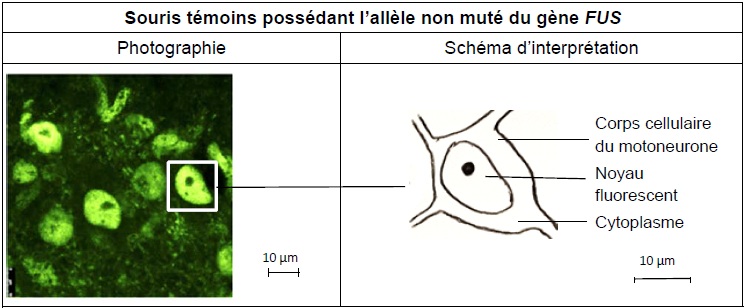 Souris témoins possédant l'allèle non muté du gène FUS
Photographie
Schéma d'interprétation
Corps cellulaire
du motoneurone
Noyau
fluorescent
Cytoplasme
10 µm
10 µm